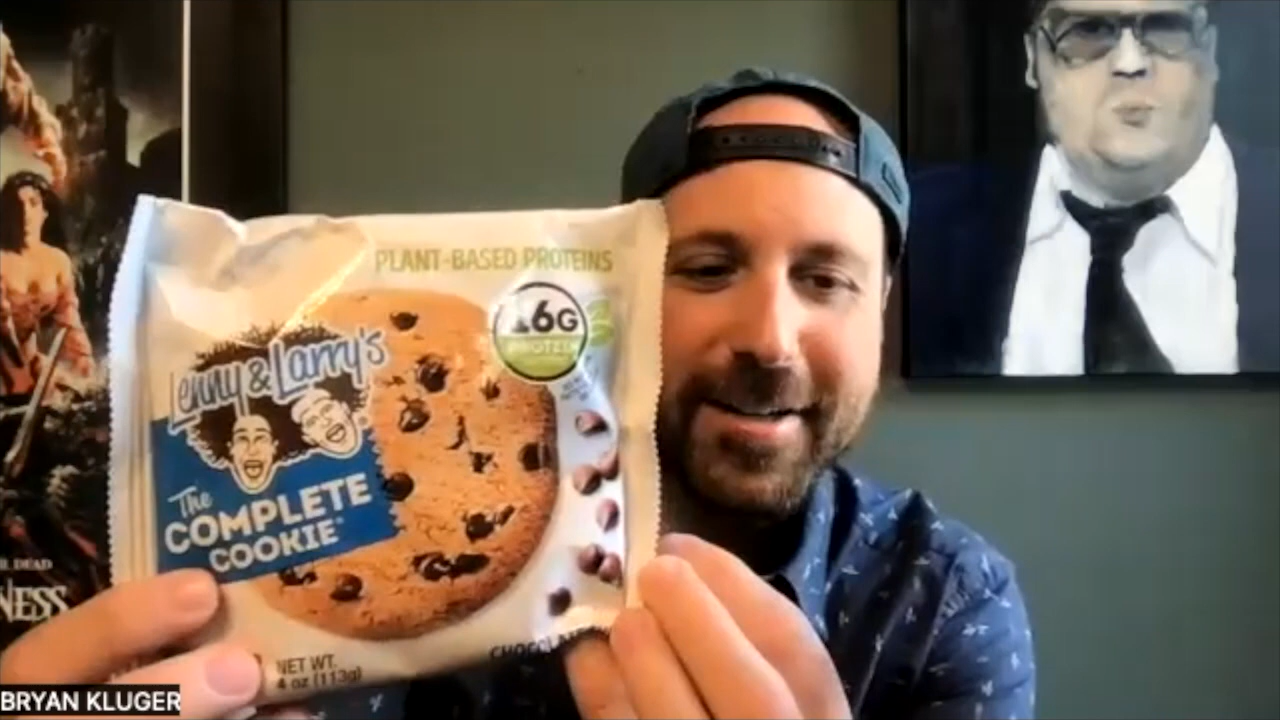 PLANT-BASED PROTEINS
16G
PROTEIN
Lenny & Larry's
The
COMPLETE
COOKIE
NET WT.
4 oz (113g)
BRYAN KLUGER